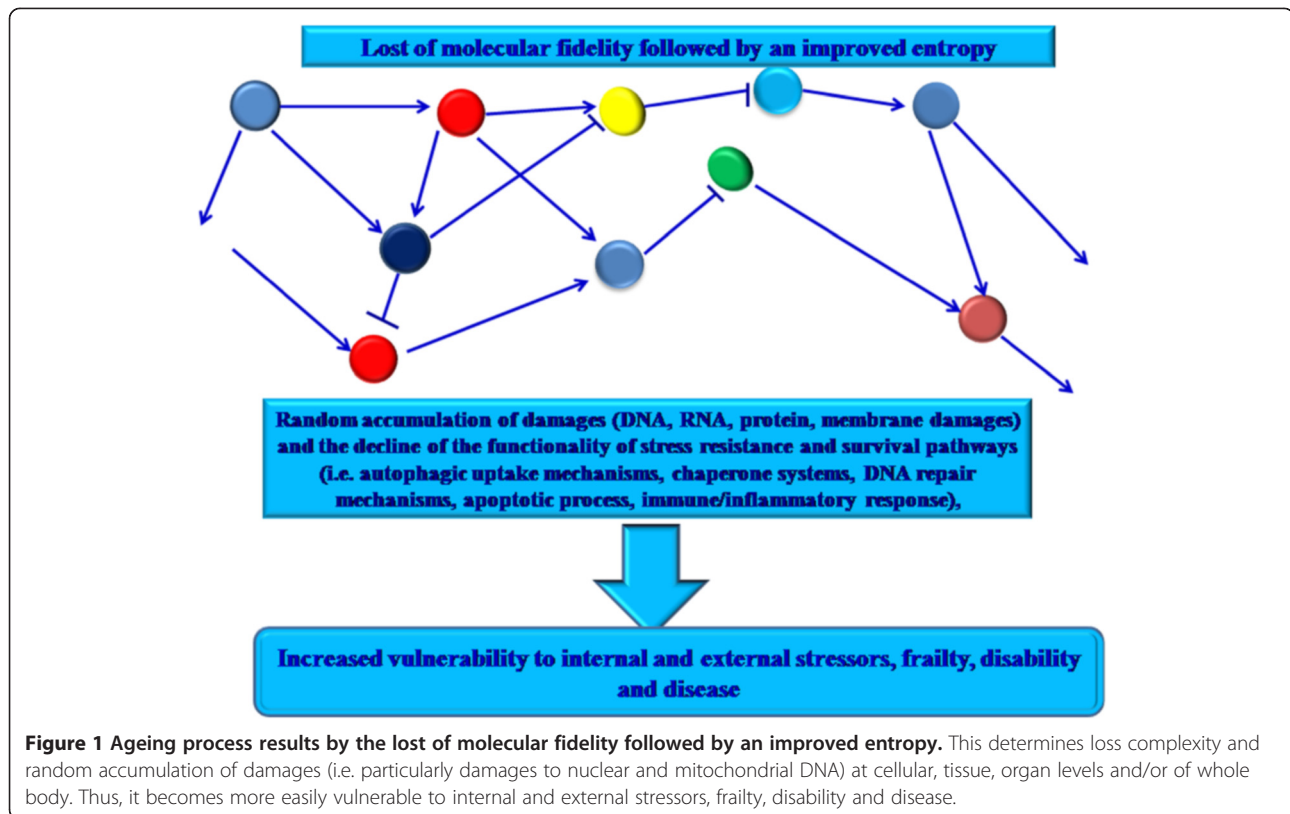 Lost of molecular fidelity followed by an improved entropy
Random accumulation of damages (DNA, RNA, protein, membrane damages)
and the decline of the functionality of stress resistance and survival pathways
(i.e. autophagic uptake mechanisms, chaperone systems, DNA repair
mechanisms, apoptotic process, immune/inflammatory response),
Increased vulnerability to internal and external stressors, frailty, disability
and disease
Figure 1 Ageing process results by the lost of molecular fidelity followed by an improved entropy. This determines loss complexity and
random accumulation of damages (i.e. particularly damages to nuclear and mitochondrial DNA) at cellular, tissue, organ levels and/or of whole
body. Thus, it becomes more easily vulnerable to internal and external stressors, frailty, disability and disease.